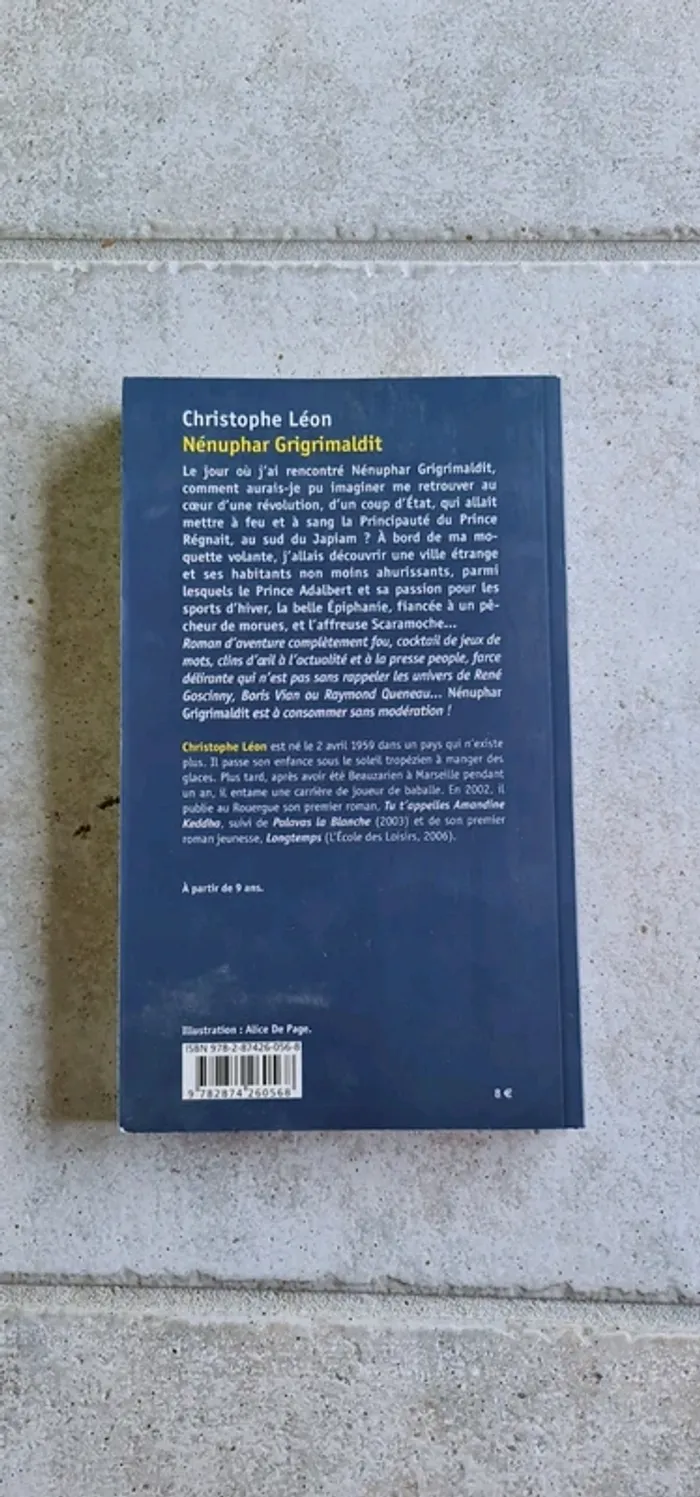 Christophe Léon
Nénuphar Grigrimaldit
Le jour où j'ai rencontré Nénuphar Grigrimaldit,
comment aurais-je pu imaginer me retrouver au
cœur d'une révolution, d'un coup d'État, qui allait
mettre à feu et à sang la Principauté du Prince
Régnait, au sud du Japiam ? À bord de ma mo-
quette volante, j'allais découvrir une ville étrange
et ses habitants non moins ahurissants, parmi
lesquels le Prince Adalbert et sa passion pour les
sports d'hiver, la belle Épiphanie, fiancée à un pê-
cheur de morues, et l'affreuse Scaramoche...
Roman d'aventure complètement fou, cocktail de jeux de
mots, clins d'œil à l'actualité et à la presse people, farce
délirante qui n'est pas sans rappeler les univers de René
Goscinny, Boris Vian ou Raymond Queneau... Nénuphar
Grigrimaldit est à consommer sans modération !
Christophe Léon est né le 2 avril 1959 dans un pays qui n'existe
plus. Il passe son enfance sous le soleil tropézien à manger des
glaces. Plus tard, après avoir été Beauzarien à Marseille pendant
un an, il entame une carrière de joueur de baballe. En 2002, il
publie au Rouergue son premier roman, Tu t'appelles Amandine
Keddha, suivi de Palavas la Blanche (2003) et de son premier
roman jeunesse, Longtemps (L'École des Loisirs, 2006).
À partir de 9 ans.
Illustration : Alice De Page.
ISBN 978-2-87426-056-8
9 782874 260568
8 €